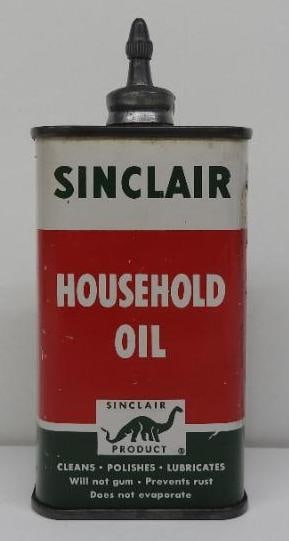 SINCLAIR
HOUSEHOLD
OIL
SINCLAIR
PRODUCT ®
CLEANS • POLISHES • LUBRICATES
Will not gum • Prevents rust
Does not evaporate